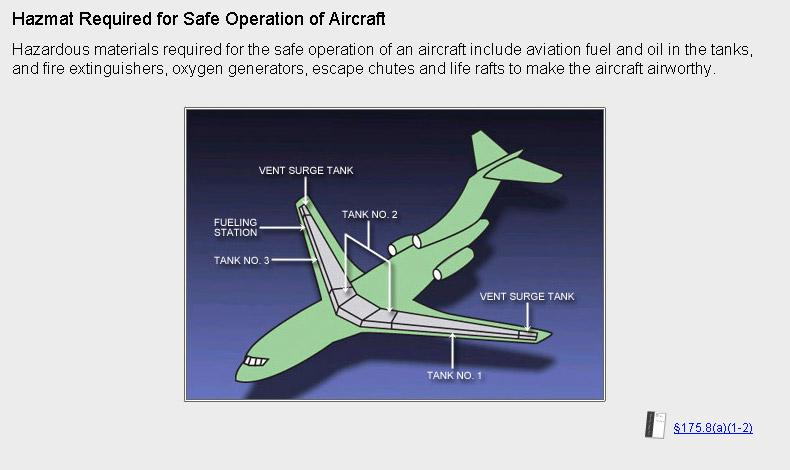 Hazmat Required for Safe Operation of Aircraft
Hazardous materials required for the safe operation of an aircraft include aviation fuel and oil in the tanks,
and fire extinguishers, oxygen generators, escape chutes and life rafts to make the aircraft airworthy.
VENT SURGE TANK
TANK NO. 2
FUELING
STATION
TANK NO. 3
VENT SURGE TANK
TANK NO. 1
§175.8(a)(1-2)